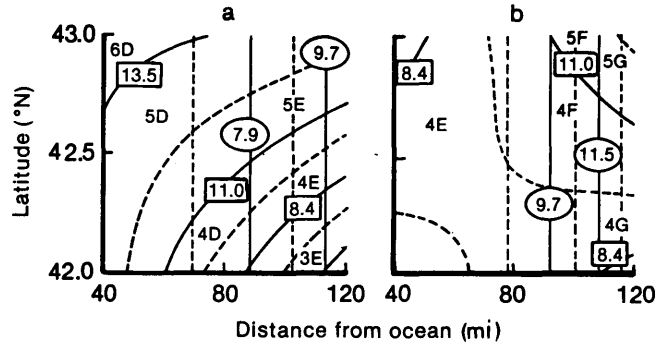 a
b
43.0
42.5
42.0
Latitude (°N)
6D
13.5
5D
9.7
5E
7.9
11.0
4E
8.4
4D
3E
40
80
120
8.4
4E
5F
11.0
5G
4F
11.5
9.7
4G
8.4
40
80
120
Distance from ocean (mi)